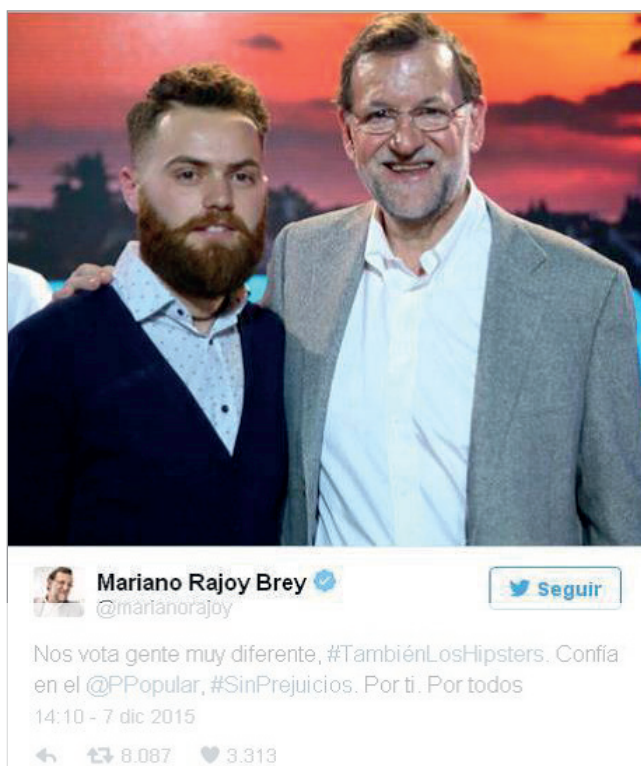 Mariano Rajoy Brey
@marianorajoy
Seguir
Nos vota gente muy diferente, #TambiénLosHipsters. Confía
en el @PPopular, #SinPrejuicios. Por ti. Por todos
14:10 - 7 dic 2015
8.087 3.313